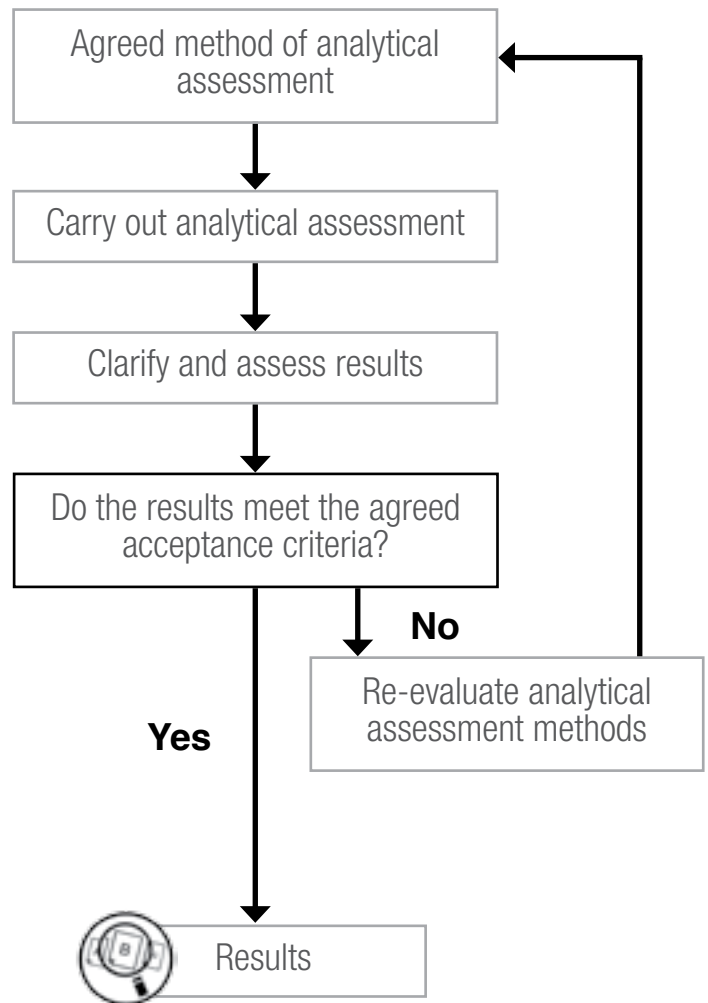 Agreed method of analytical
assessment
Carry out analytical assessment
Clarify and assess results
Do the results meet the agreed
acceptance criteria?
No
Re-evaluate analytical
assessment methods
Yes
B
Results